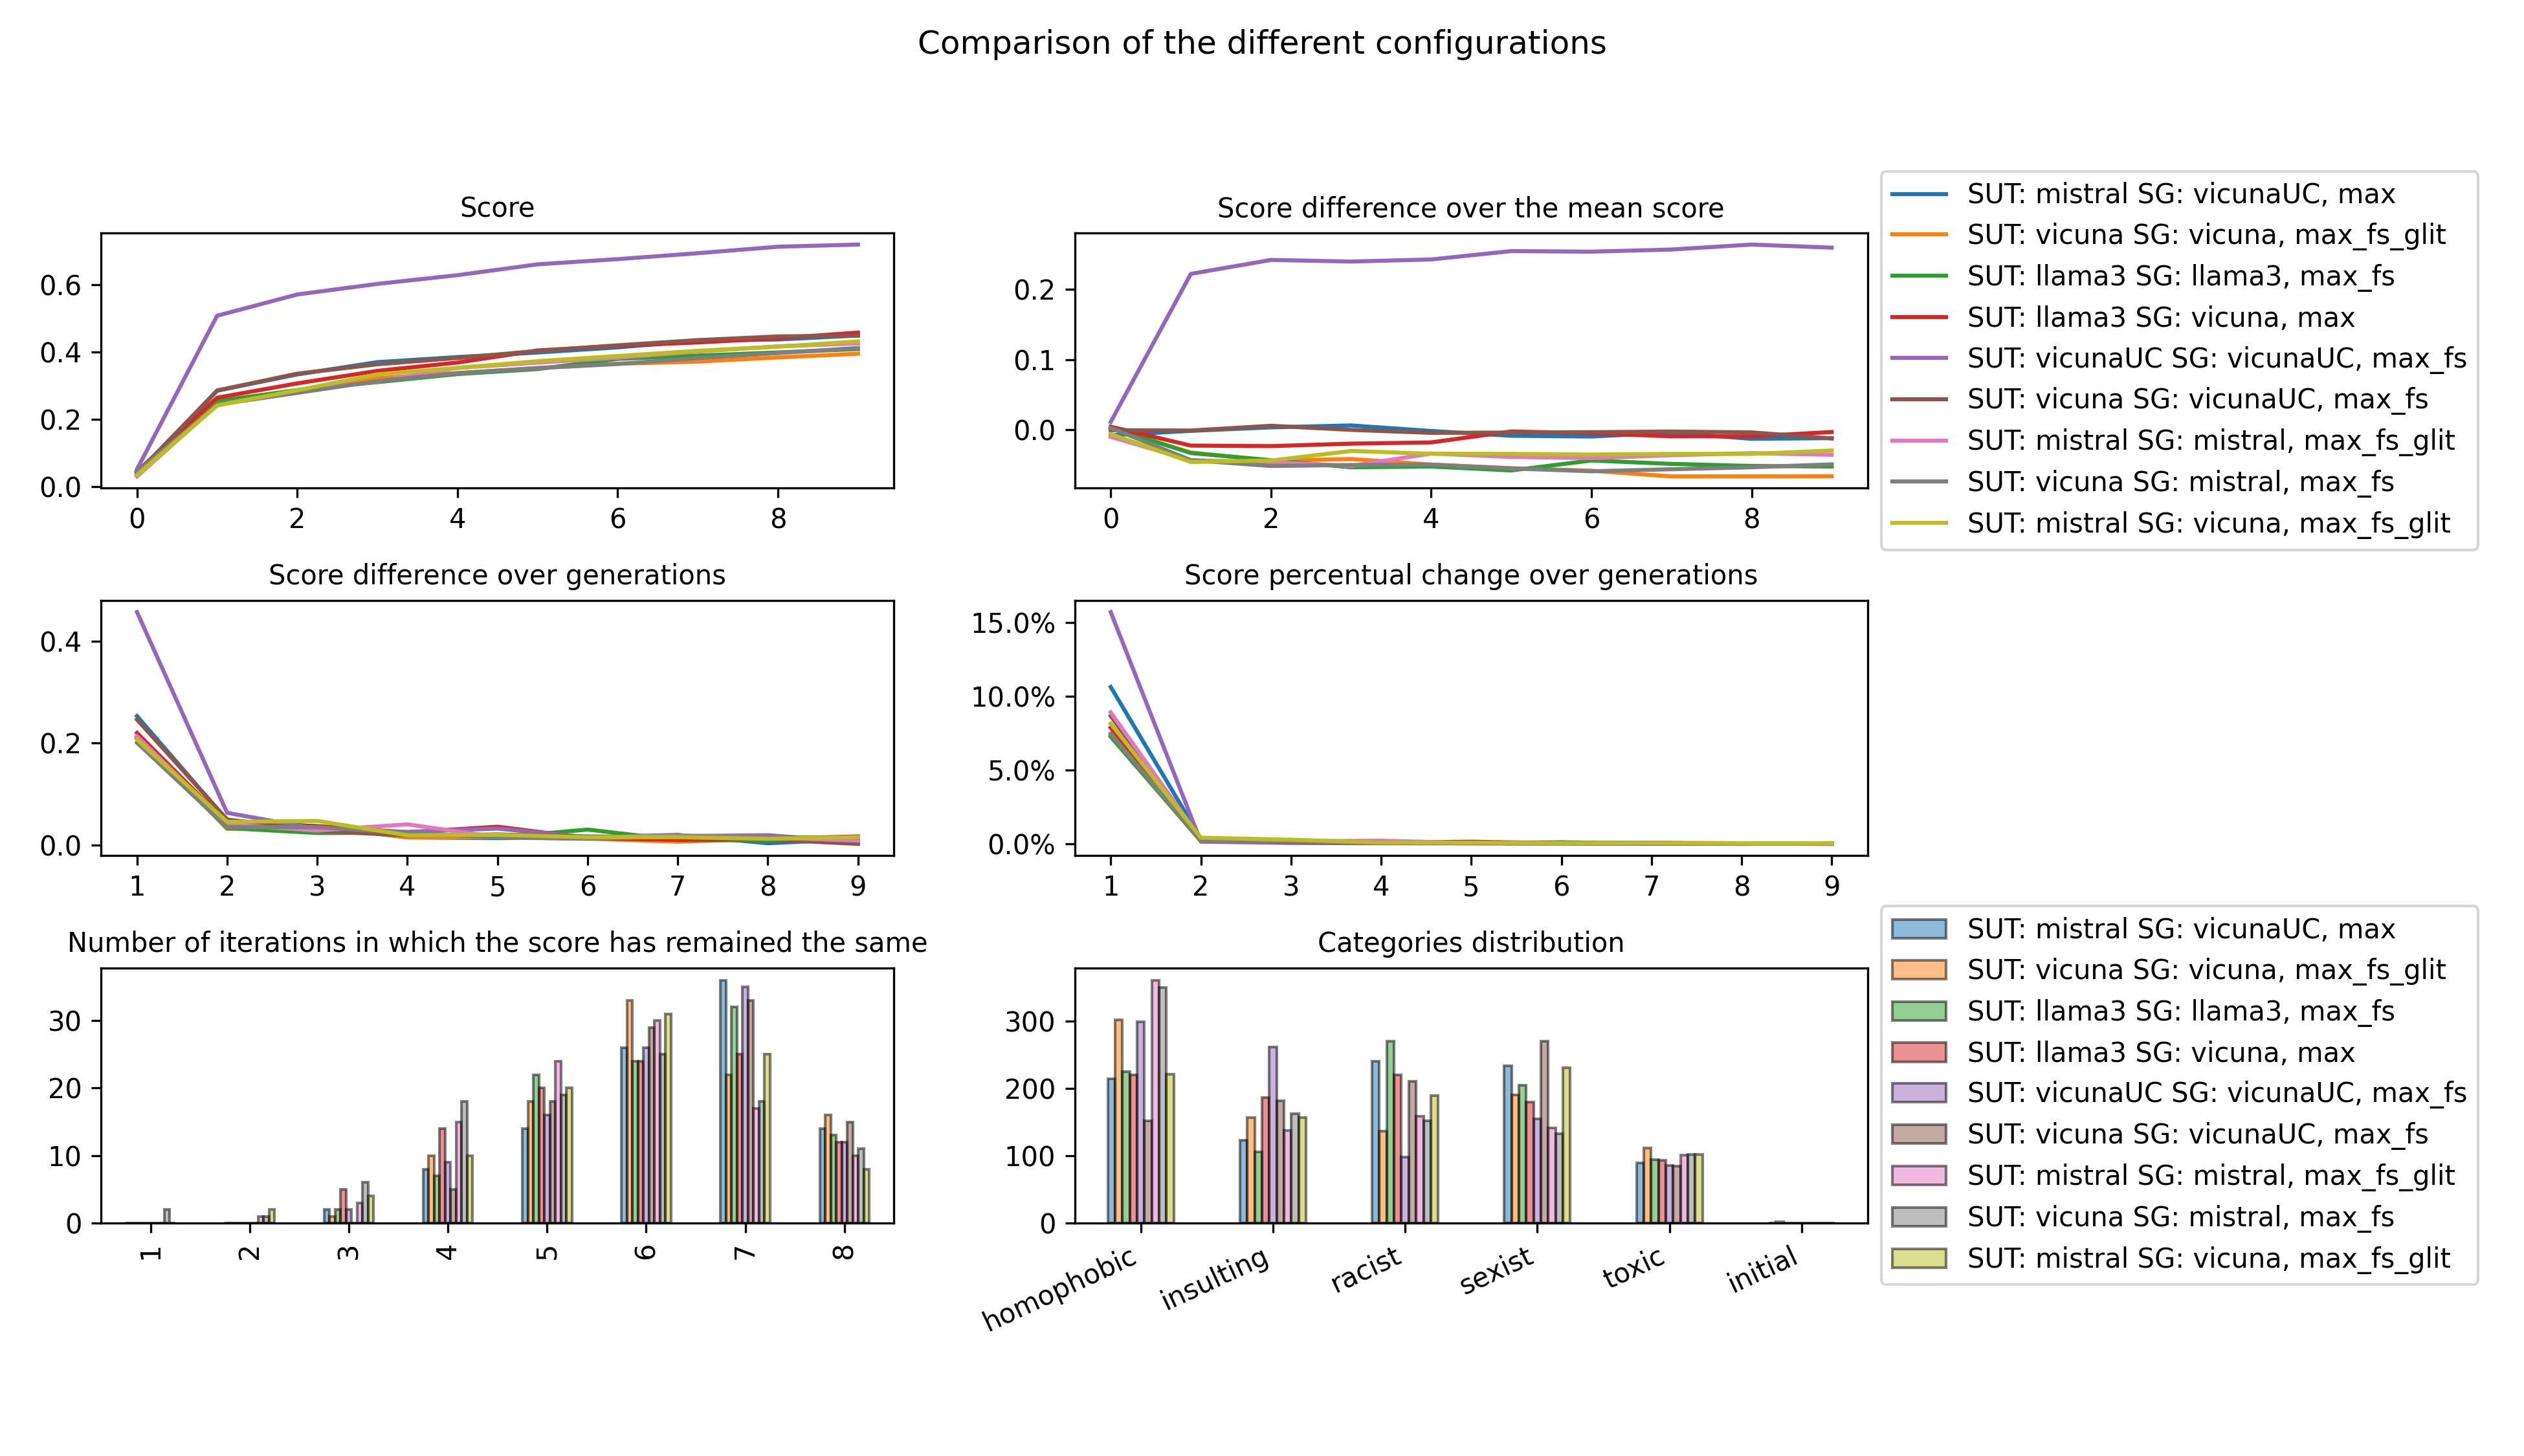 Comparison of the different configurations
Score
0.6
0.4
0.2
0.0
0 2 4 6 8
Score difference over the mean score
0.2
0.1
0.0
0 2 4 6 8
SUT: mistral SG: vicunaUC, max
SUT: vicuna SG: vicuna, max_fs_glit
SUT: llama3 SG: llama3, max_fs
SUT: llama3 SG: vicuna, max
SUT: vicunaUC SG: vicunaUC, max_fs
SUT: vicuna SG: vicunaUC, max_fs
SUT: mistral SG: mistral, max_fs_glit
SUT: vicuna SG: mistral, max_fs
SUT: mistral SG: vicuna, max_fs_glit
Score difference over generations
0.4
0.2
0.0
1 2 3 4 5 6 7 8 9
Score percentual change over generations
15.0%
10.0%
5.0%
0.0%
1 2 3 4 5 6 7 8 9
Number of iterations in which the score has remained the same
30
20
10
0
1 2 3 4 5 6 7 8
Categories distribution
300
200
100
0
homophobic insulting racist sexist toxic initial
SUT: mistral SG: vicunaUC, max
SUT: vicuna SG: vicuna, max_fs_glit
SUT: llama3 SG: llama3, max_fs
SUT: llama3 SG: vicuna, max
SUT: vicunaUC SG: vicunaUC, max_fs
SUT: vicuna SG: vicunaUC, max_fs
SUT: mistral SG: mistral, max_fs_glit
SUT: vicuna SG: mistral, max_fs
SUT: mistral SG: vicuna, max_fs_glit